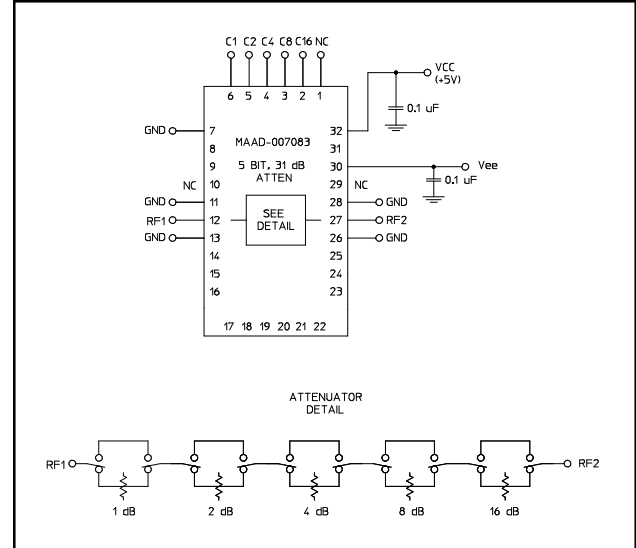 C1 C2 C4 C8 C16 NC
6 5 4 3 2 1
VCC
(+5V)
0.1 uF
GND 7
MAAD-007083
32
8
31
9
5 BIT, 31 dB
ATTEN
30
Vee
0.1 uF
NC 10
29 NC
GND 11
28 GND
RF1 12
SEE
DETAIL
27 RF2
GND 13
26 GND
14
25
15
24
16
23
17 18 19 20 21 22
ATTENUATOR
DETAIL
RF1
RF2
1 dB 2 dB 4 dB 8 dB 16 dB